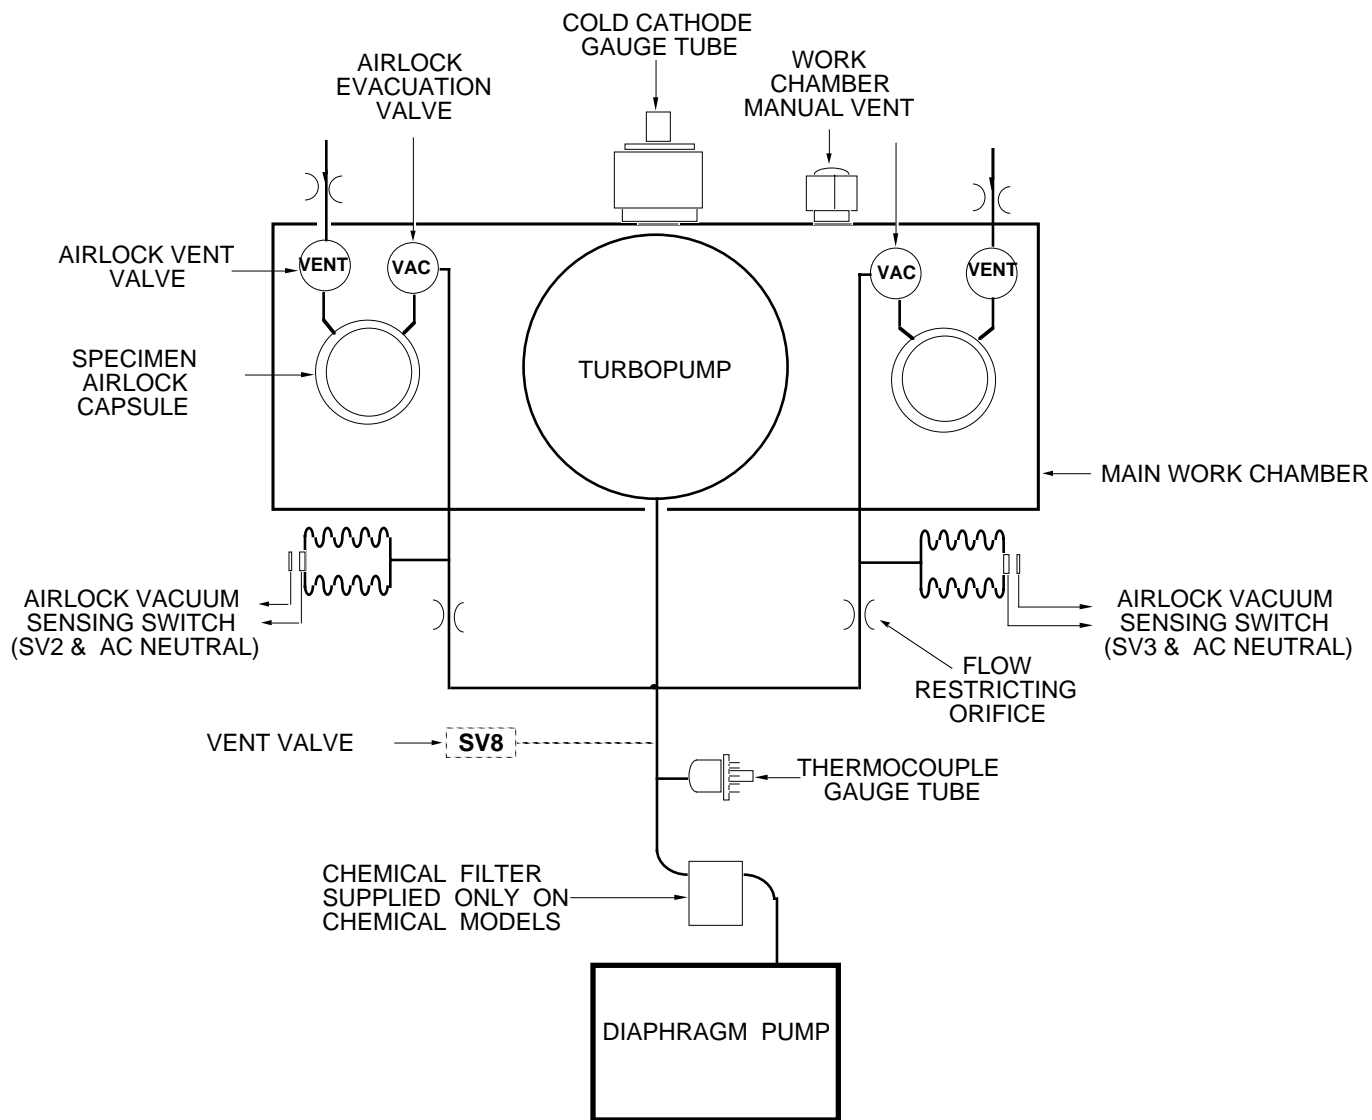 COLD CATHODE
GAUGE TUBE
AIRLOCK
EVACUATION
VALVE
WORK
CHAMBER
MANUAL VENT
AIRLOCK VENT
VALVE
VENT
VAC
VAC
VENT
SPECIMEN
AIRLOCK
CAPSULE
TURBOPUMP
MAIN WORK CHAMBER
AIRLOCK VACUUM
SENSING SWITCH
(SV2 & AC NEUTRAL)
AIRLOCK VACUUM
SENSING SWITCH
(SV3 & AC NEUTRAL)
FLOW
RESTRICTING
ORIFICE
VENT VALVE
SV8
THERMOCOUPLE
GAUGE TUBE
CHEMICAL FILTER
SUPPLIED ONLY ON
CHEMICAL MODELS
DIAPHRAGM PUMP